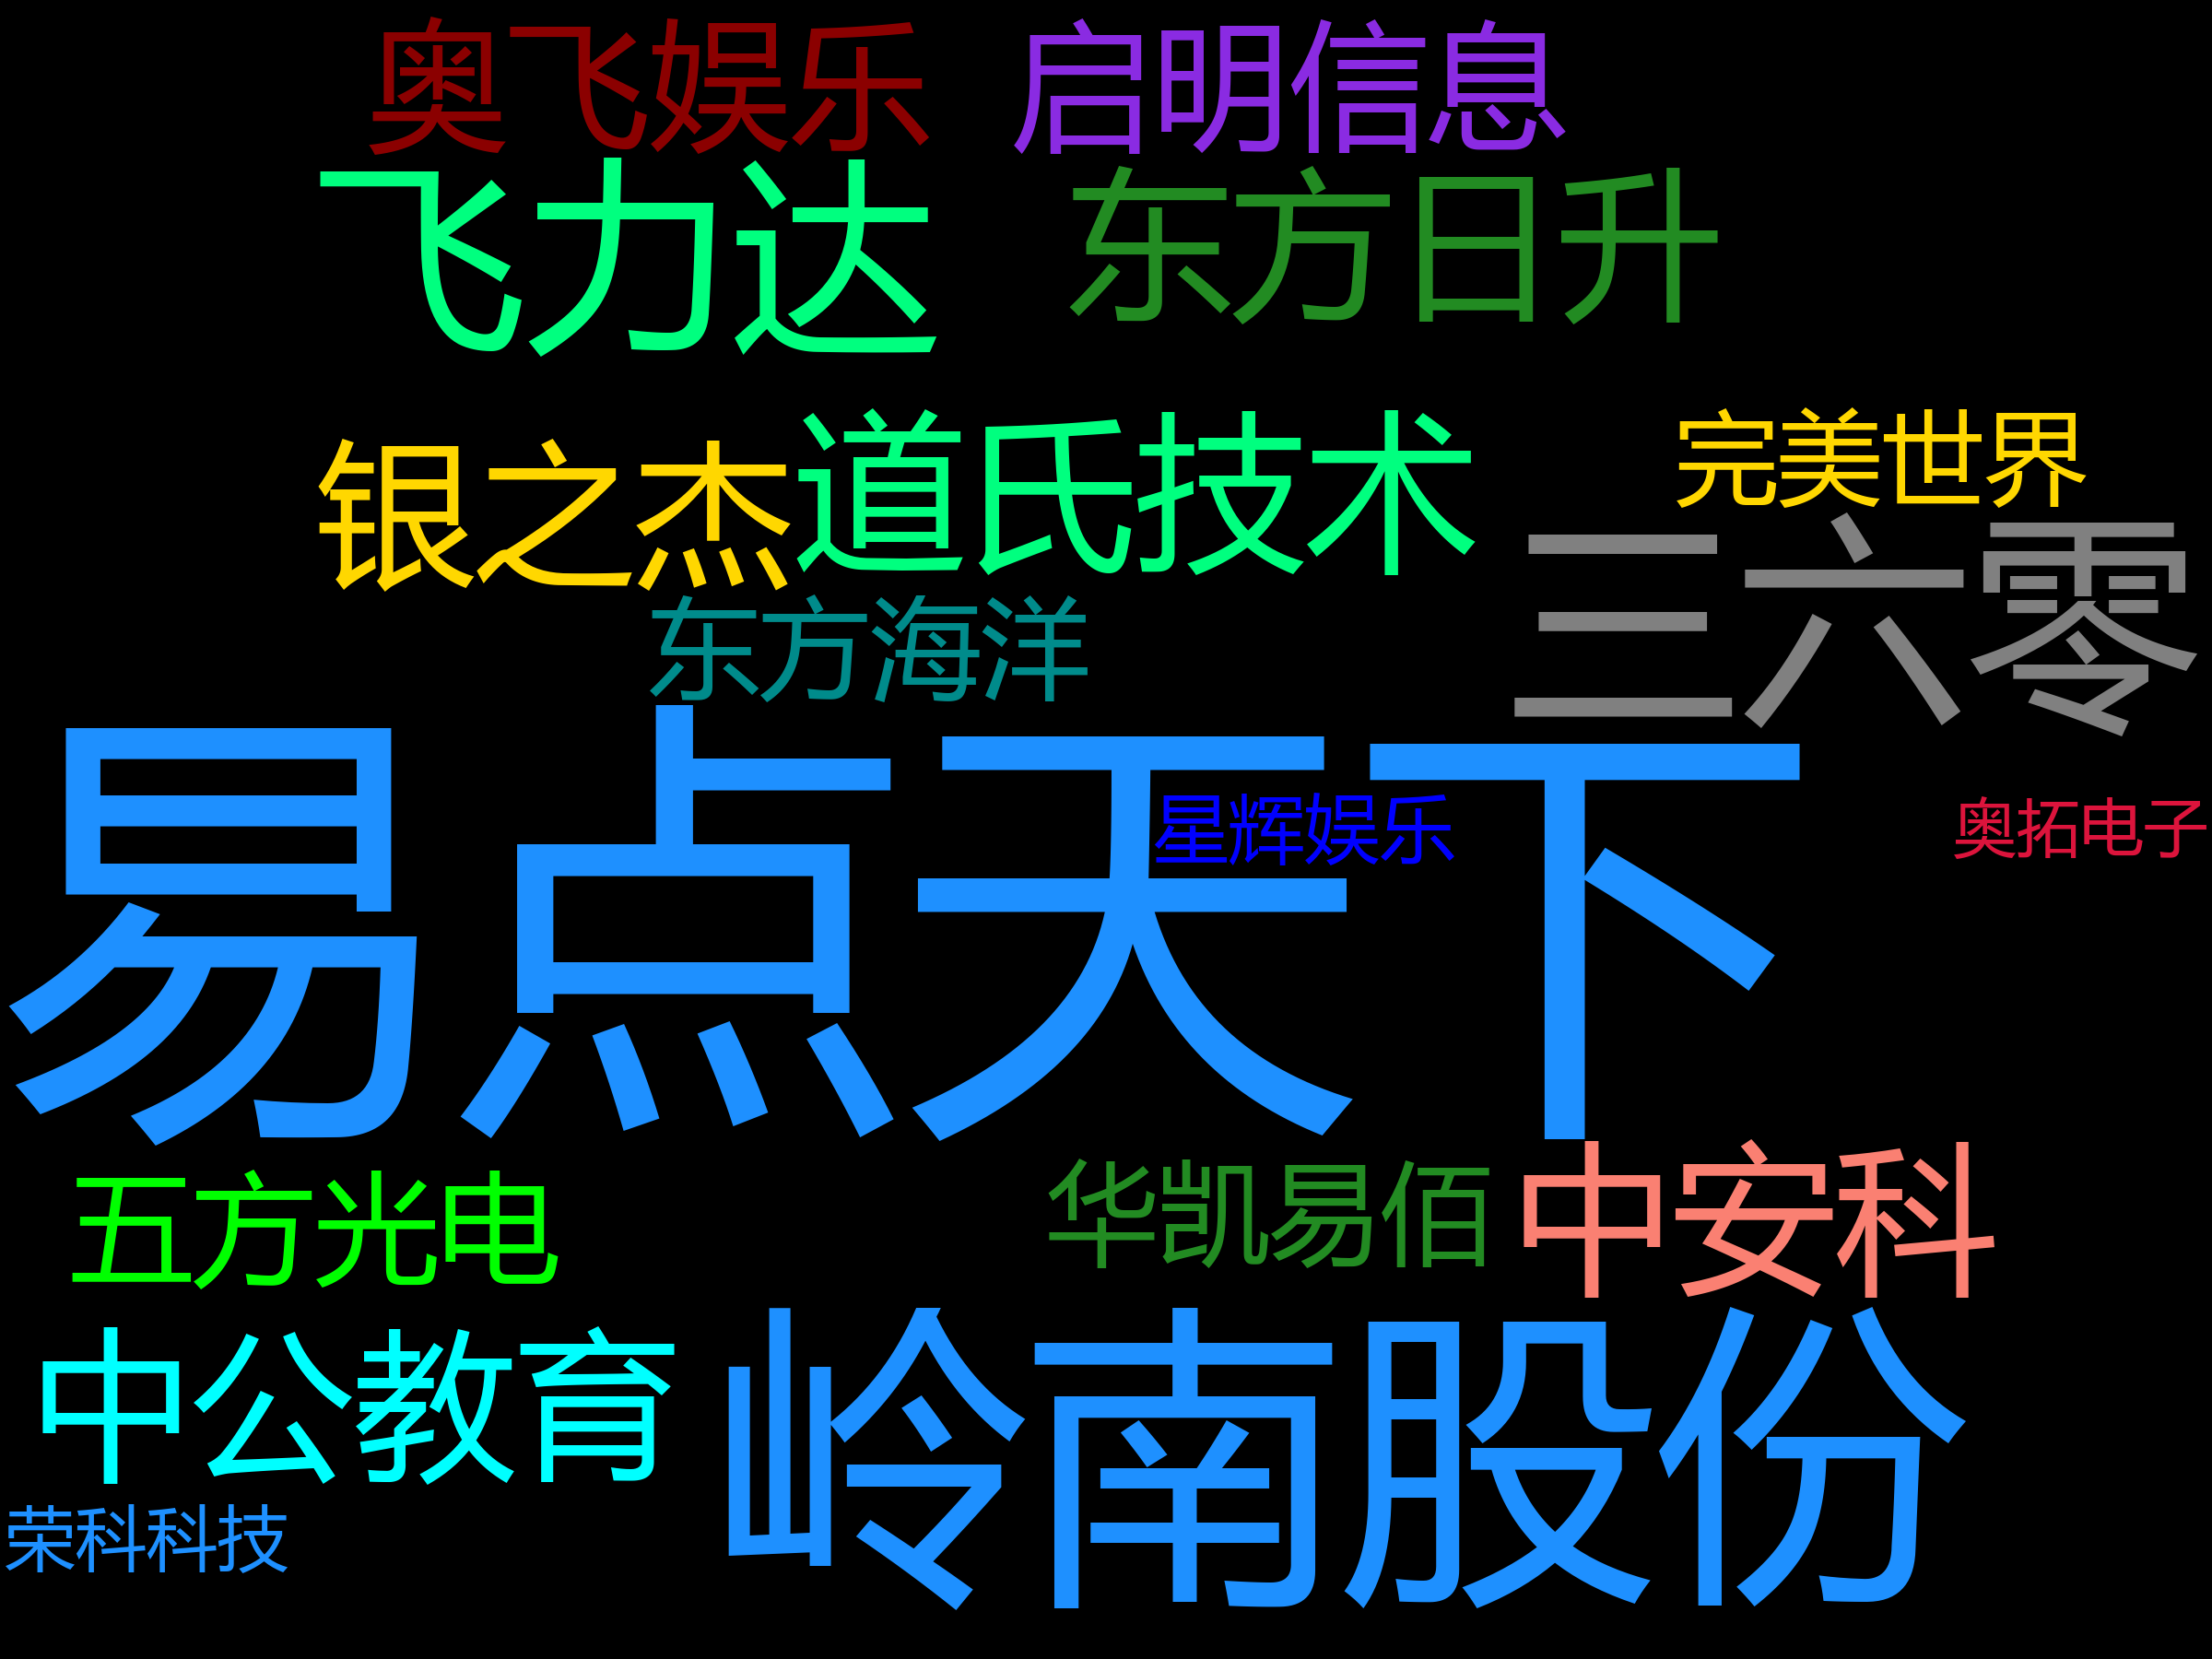 奥飞娱乐
启明信息
飞力达
东方日升
银之杰
道氏技术
完美世界
三六零
东方海洋
易点天下
星辉娱乐
奥拓电子
五方光电
华凯易佰
中安科
中公教育
岭南股份
荣科科技